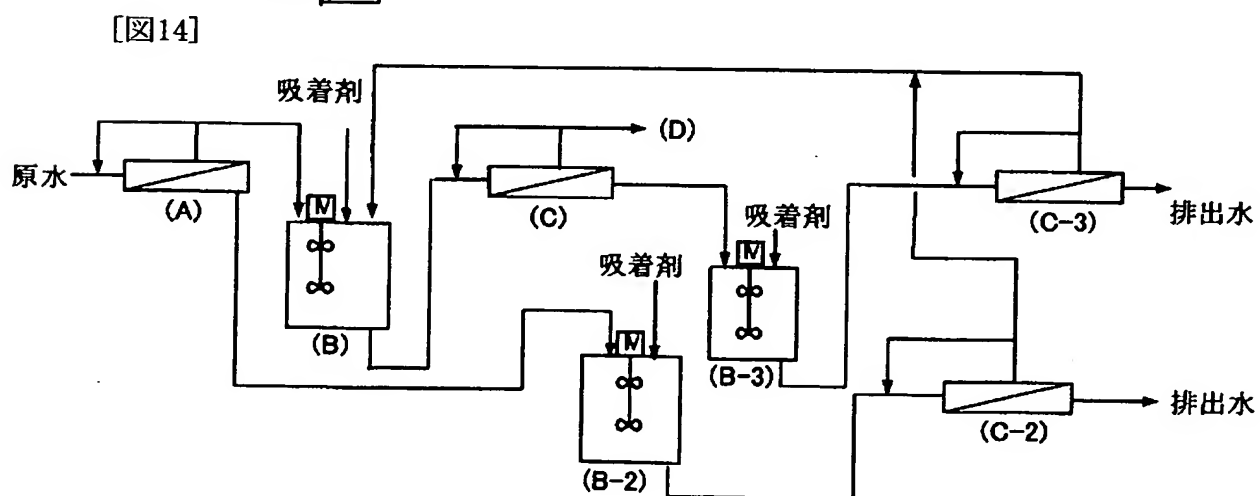 [図14]
吸着剤
原水
(A)
(D)
(C)
(C-3)
排出水
吸着剤
吸着剤
(B)
(B-3)
(B-2)
(C-2)
排出水